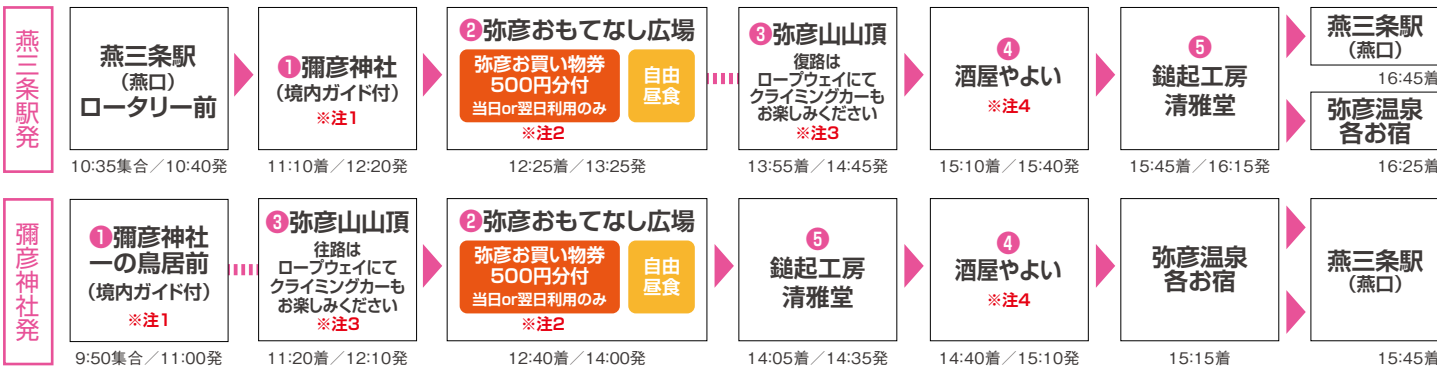 燕三条駅発
燕三条駅
(燕口)
ロータリー前
10:35集合／10:40発
❶彌彦神社
(境内ガイド付)
※注1
11:10着／12:20発
❷弥彦おもてなし広場
弥彦お買い物券
500円分付
当日or翌日利用のみ
自由
昼食
※注2
12:25着／13:25発
❸弥彦山山頂
復路は
ロープウェイにて
クライミングカーも
お楽しみください
※注3
13:55着／14:45発
❹
酒屋やよい
※注4
15:10着／15:40発
❺
鎚起工房
清雅堂
15:45着／16:15発
燕三条駅
(燕口)
16:45着
弥彦温泉
各お宿
16:25着
彌彦神社発
❶彌彦神社
一の鳥居前
(境内ガイド付)
※注1
9:50集合／11:00発
❸弥彦山山頂
往路は
ロープウェイにて
クライミングカーも
お楽しみください
※注3
11:20着／12:10発
❷弥彦おもてなし広場
弥彦お買い物券
500円分付
当日or翌日利用のみ
自由
昼食
※注2
12:40着／14:00発
❺
鎚起工房
清雅堂
14:05着／14:35発
❹
酒屋やよい
※注4
14:40着／15:10発
弥彦温泉
各お宿
15:15着
燕三条駅
(燕口)
15:45着